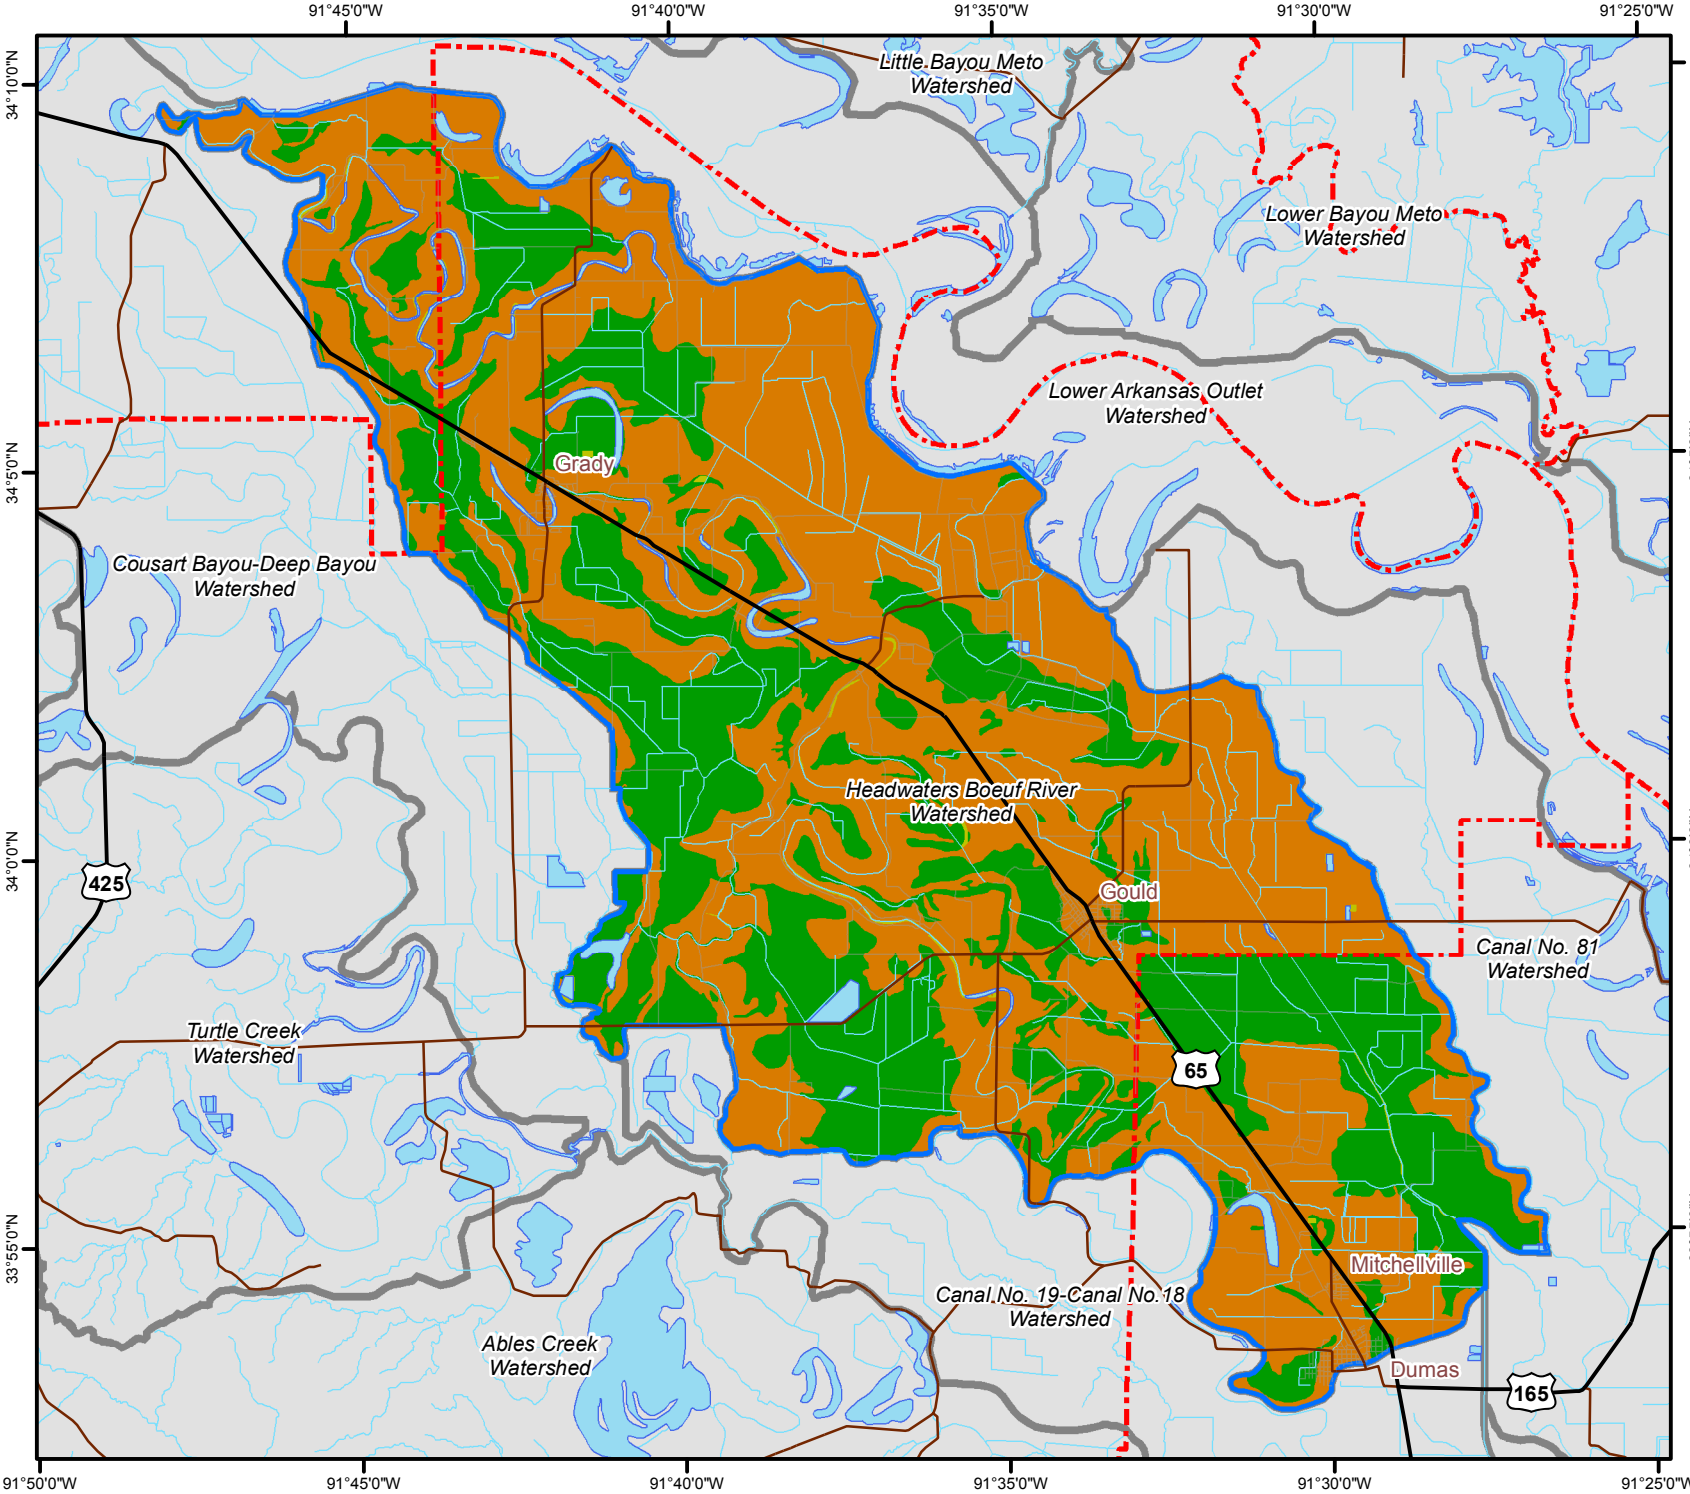 91°45'0"W
91°40'0"W
91°35'0"W
91°30'0"W
91°25'0"W
34°10'0"N
Little Bayou Meto
Watershed
Lower Bayou Meto
Watershed
Lower Arkansas Outlet
Watershed
34°5'0"N
Grady
Cousart Bayou-Deep Bayou
Watershed
Headwaters Boeuf River
Watershed
34°0'0"N
425
Gould
Canal No. 81
Watershed
Turtle Creek
Watershed
65
33°55'0"N
Mitchellville
Canal No. 19-Canal No.18
Watershed
Ables Creek
Watershed
Dumas
165
91°50'0"W
91°45'0"W
91°40'0"W
91°35'0"W
91°30'0"W
91°25'0"W